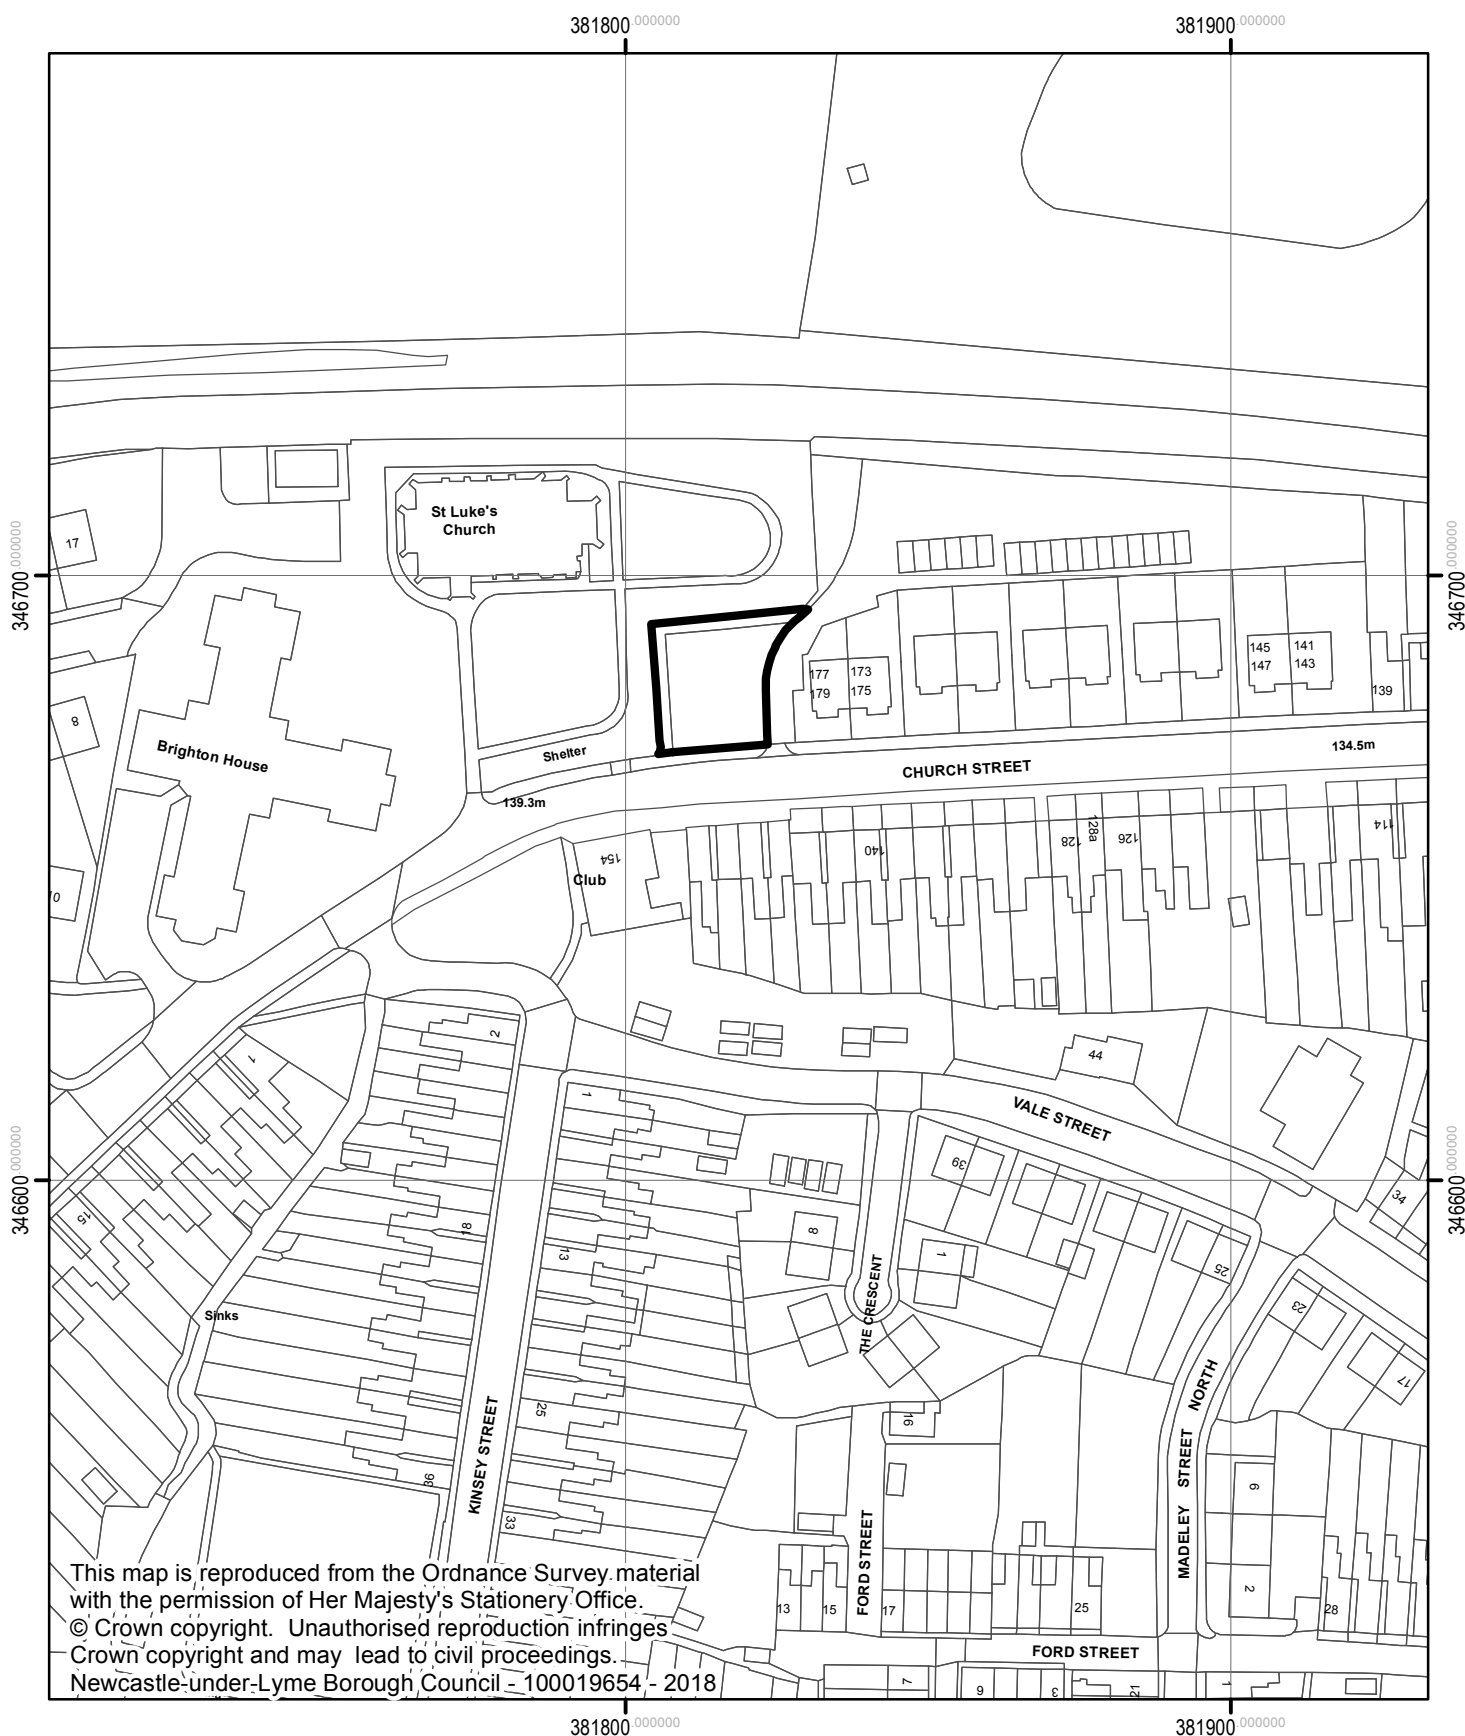 381800.000000
381900.000000
St Luke's
Church
17
346700.000000
346700.000000
177
173
179
175
145
141
147
143
139
8
Brighton House
Shelter
134.5m
CHURCH STREET
139.3m
154
Club
140
128
128a
126
114
2
1
44
1
VALE STREET
39
346600.000000
346600.000000
34
15
18
13
8
1
25
THE CRESCENT
23
17
Sinks
NORTH
25
16
KINSEY STREET
36
33
MADELEY STREET
FORD STREET
9
2
13
15
17
25
28
FORD STREET
7
9
3
21
1
This map is reproduced from the Ordnance Survey material
with the permission of Her Majesty's Stationery Office.
© Crown copyright. Unauthorised reproduction infringes
Crown copyright and may lead to civil proceedings.
Newcastle-under-Lyme Borough Council - 100019654 - 2018
381800.000000
381900.000000